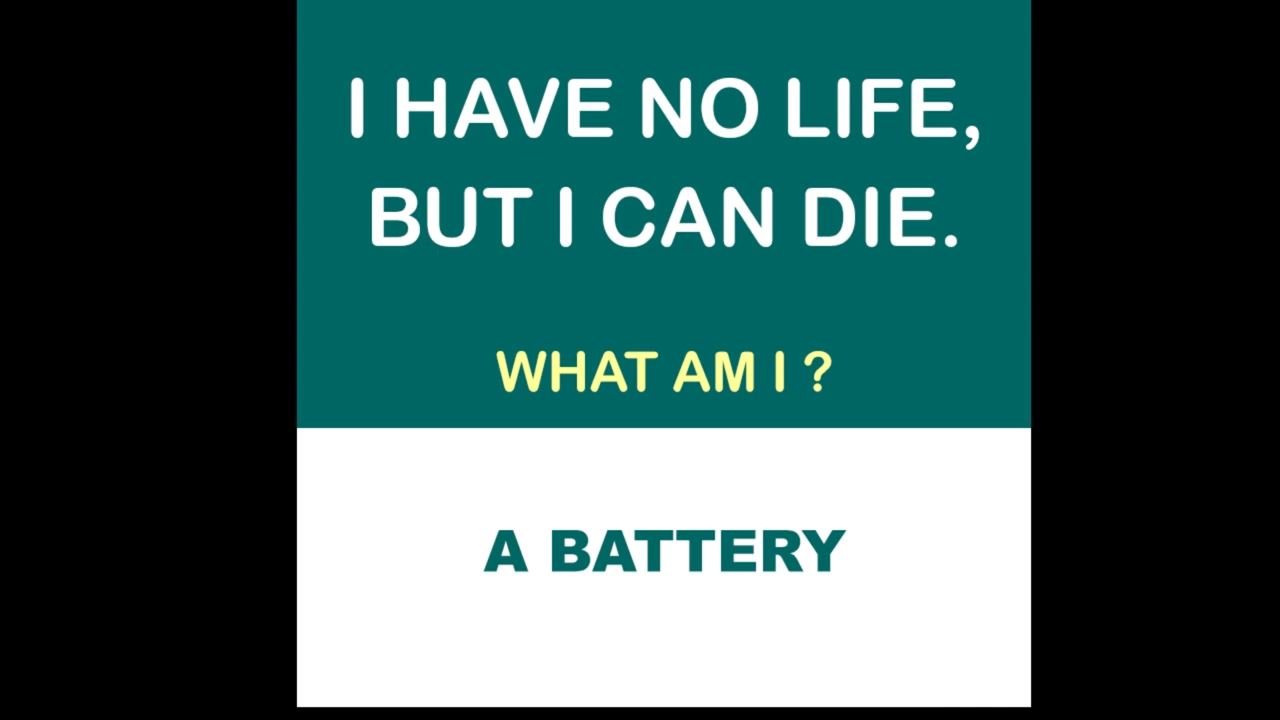 I HAVE NO LIFE,
BUT I CAN DIE.
WHAT AM I ?
A BATTERY